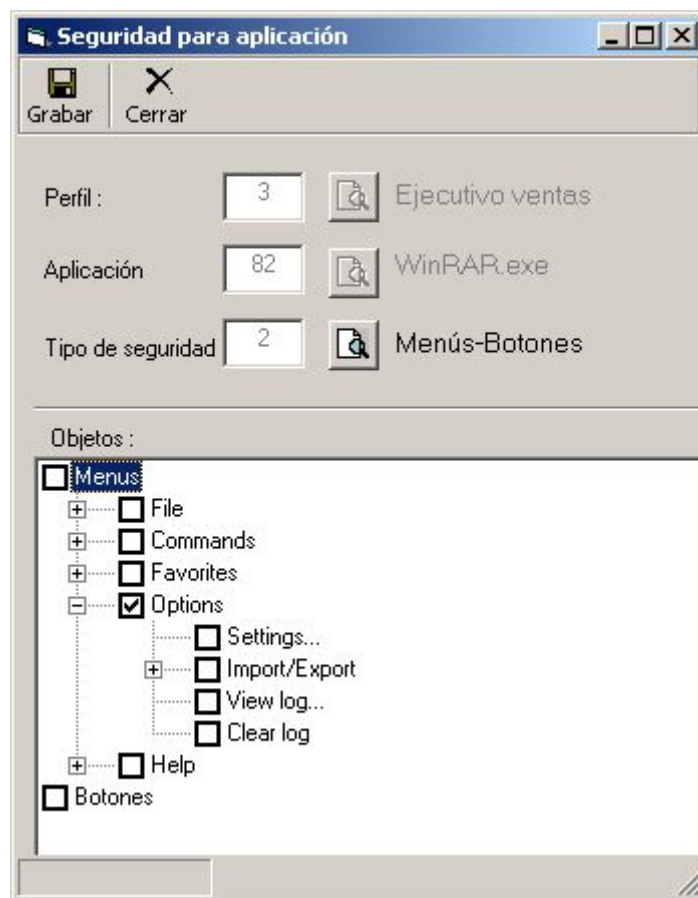 Seguridad para aplicación
Grabar Cerrar
Perfil : 3 Ejecutivo ventas
Aplicación 82 WinRAR.exe
Tipo de seguridad 2 Menús-Botones
Objetos :
Menus
File
Commands
Favorites
Options
Settings...
Import/Export
View log...
Clear log
Help
Botones